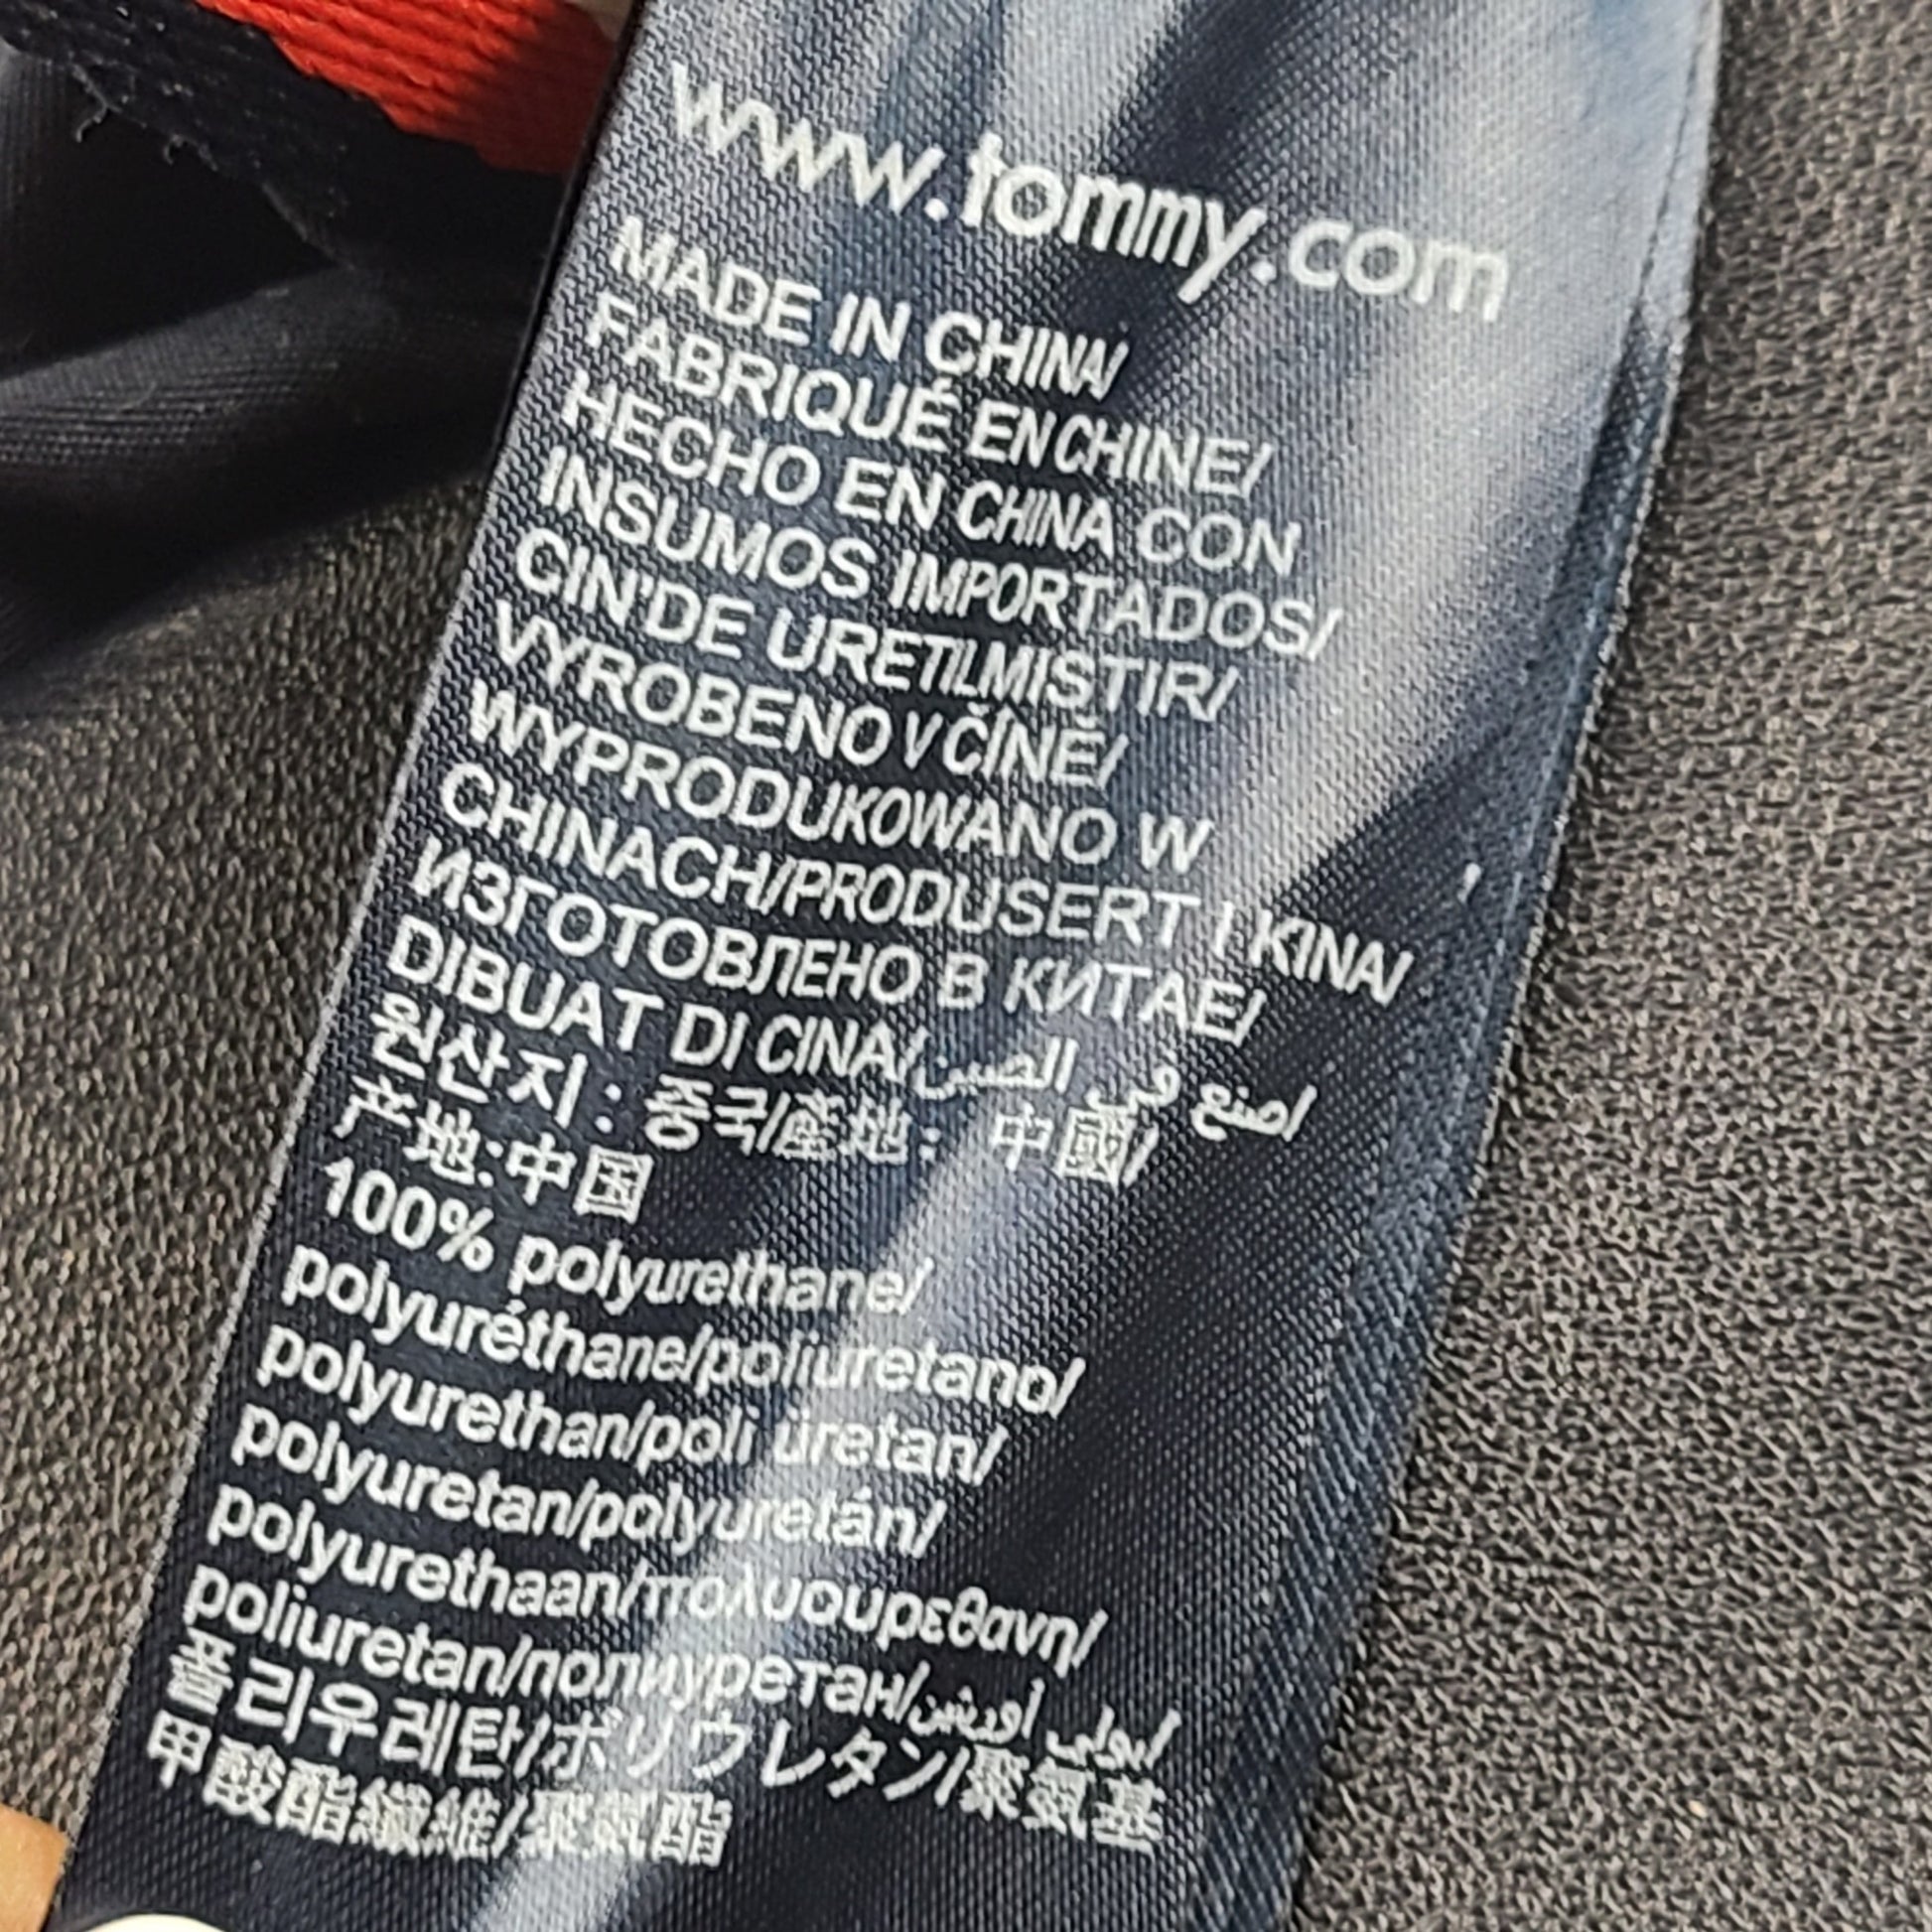 www.tommy.com
MADE IN CHINA/
FABRIQUÉ EN CHINE/
HECHO EN CHINA CON
INSUMOS IMPORTADOS/
CIN'DE URETILMISTIR/
VYROBENO V ČÍNĚ/
WYPRODUKOWANO W
CHINACH/PRODUSERT I KINA/
ИЗГОТОВЛЕНО В КИТАЕ/
DIBUAT DI CINA/صنع في الصين/
원산지 : 중국/產地 : 中國/
产地:中国
100% polyurethane/
polyuréthane/poliuretano/
polyurethan/poli üretan/
polyuretan/polyuretán/
polyurethaan/πολυουρεθανη/
poliuretan/полиуретан/بولي أوريثين/
폴리우레탄/ポリウレタン/聚氨基
甲酸酯纖維/聚氨酯